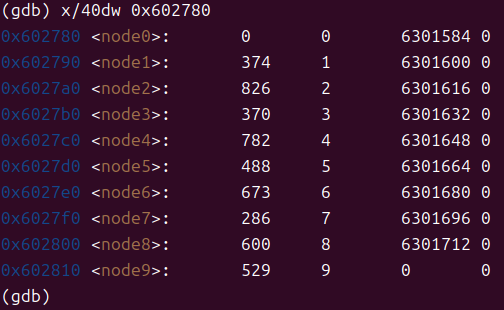 (gdb) x/40dw 0x602780
0x602780 <node0>: 0 0 6301584 0
0x602790 <node1>: 374 1 6301600 0
0x6027a0 <node2>: 826 2 6301616 0
0x6027b0 <node3>: 370 3 6301632 0
0x6027c0 <node4>: 782 4 6301648 0
0x6027d0 <node5>: 488 5 6301664 0
0x6027e0 <node6>: 673 6 6301680 0
0x6027f0 <node7>: 286 7 6301696 0
0x602800 <node8>: 600 8 6301712 0
0x602810 <node9>: 529 9 0 0
(gdb)